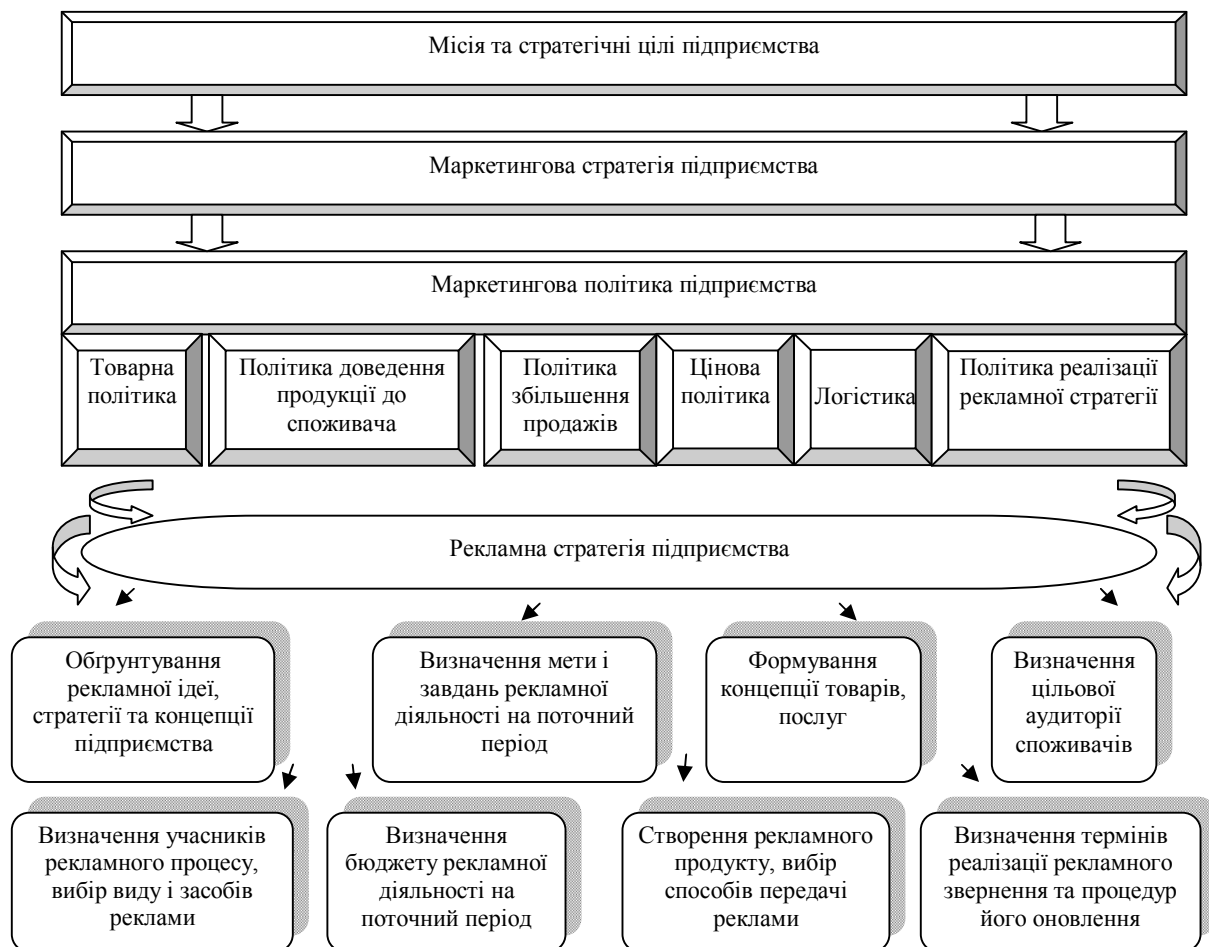 Місія та стратегічні цілі підприємства
Маркетингова стратегія підприємства
Маркетингова політика підприємства
Товарна
політика
Політика доведення
продукції до
споживача
Політика
збільшення
продажів
Цінова
політика
Логістика
Політика реалізації
рекламної стратегії
Рекламна стратегія підприємства
Обґрунтування
рекламної ідеї,
стратегії та концепції
підприємства
Визначення мети і
завдань рекламної
діяльності на поточний
період
Формування
концепції товарів,
послуг
Визначення
цільової
аудиторії
споживачів
Визначення учасників
рекламного процесу,
вибір виду і засобів
реклами
Визначення
бюджету рекламної
діяльності на
поточний період
Створення рекламного
продукту, вибір
способів передачі
реклами
Визначення термінів
реалізації рекламного
звернення та процедур
його оновлення